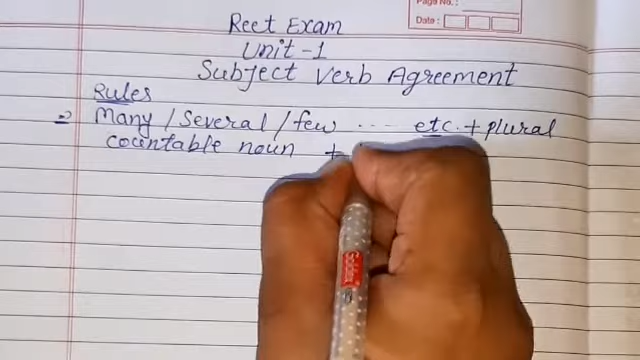 Page No.:
Date:
Reet Exam
Unit-1
Subject Verb Agreement
Rules
⇒ Many / Several / few ---- etc. + plural
countable noun +